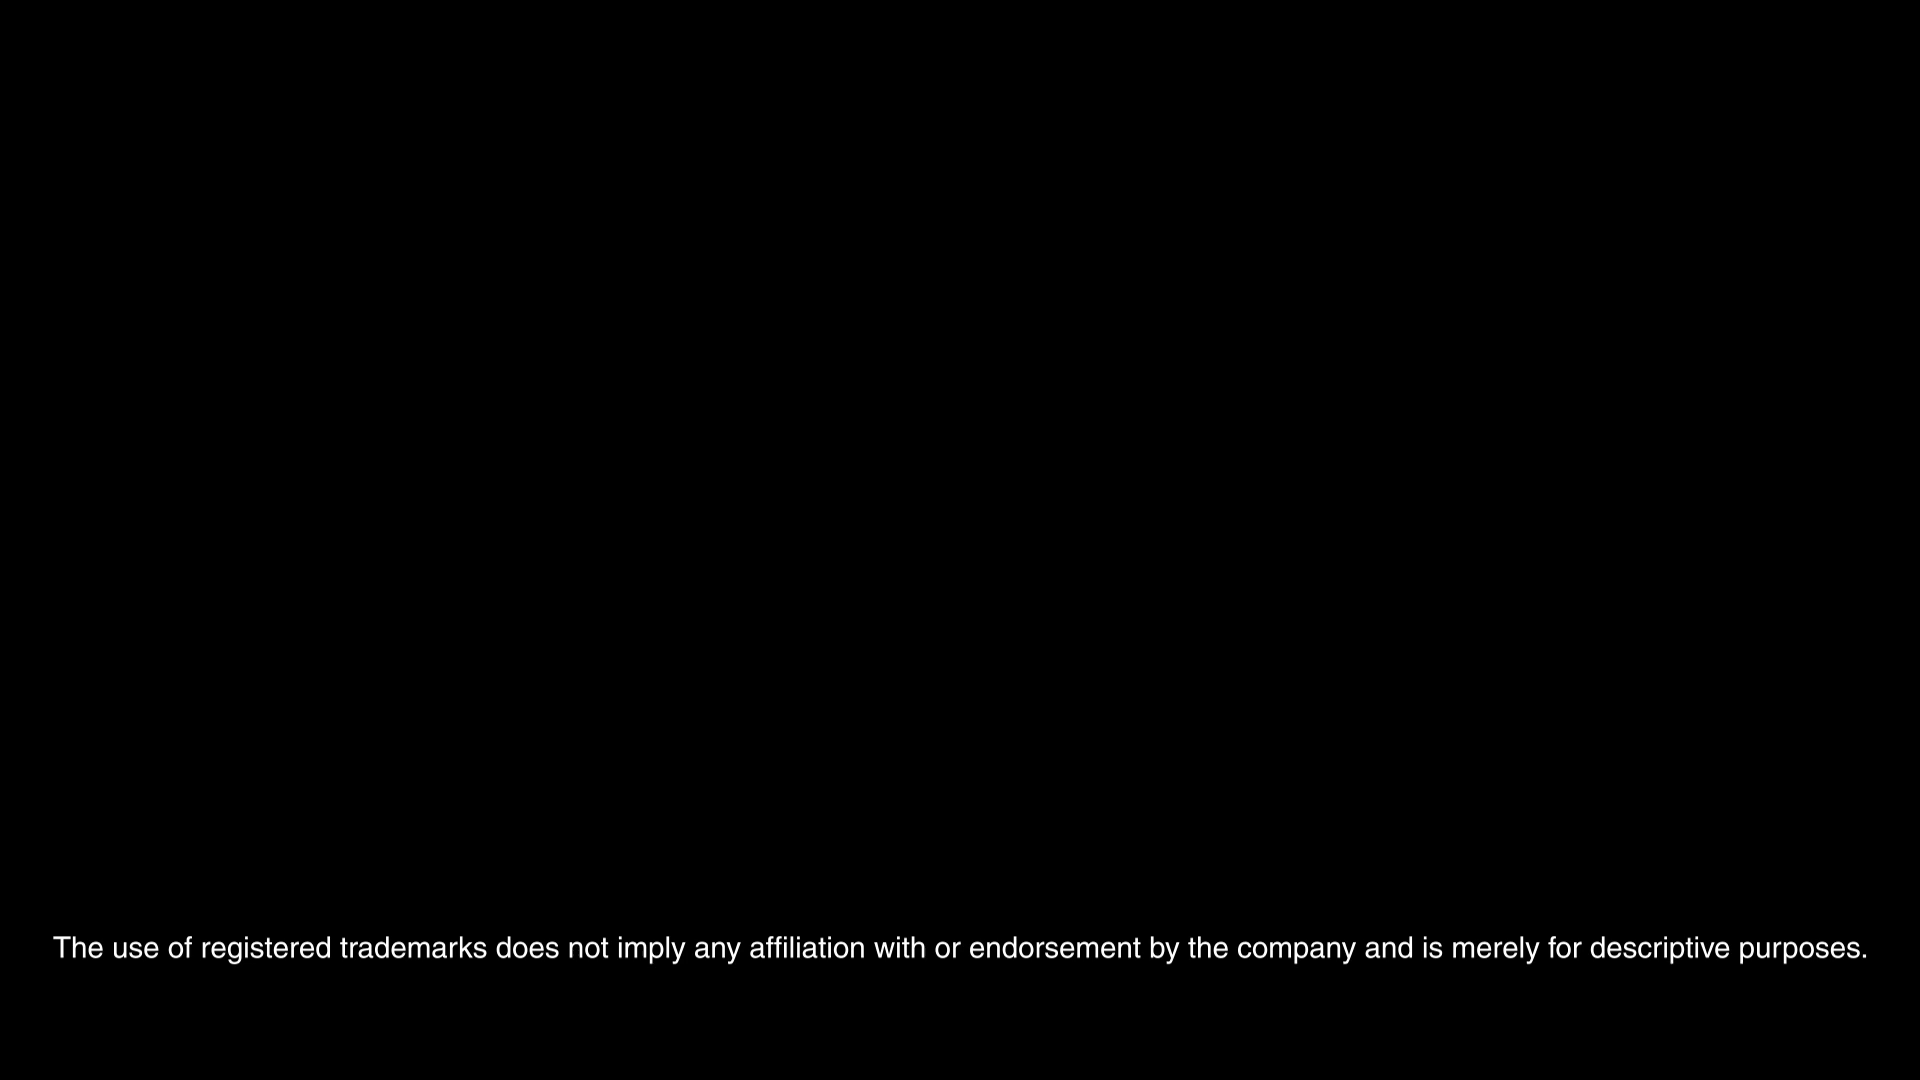 The use of registered trademarks does not imply any affiliation with or endorsement by the company and is merely for descriptive purposes.